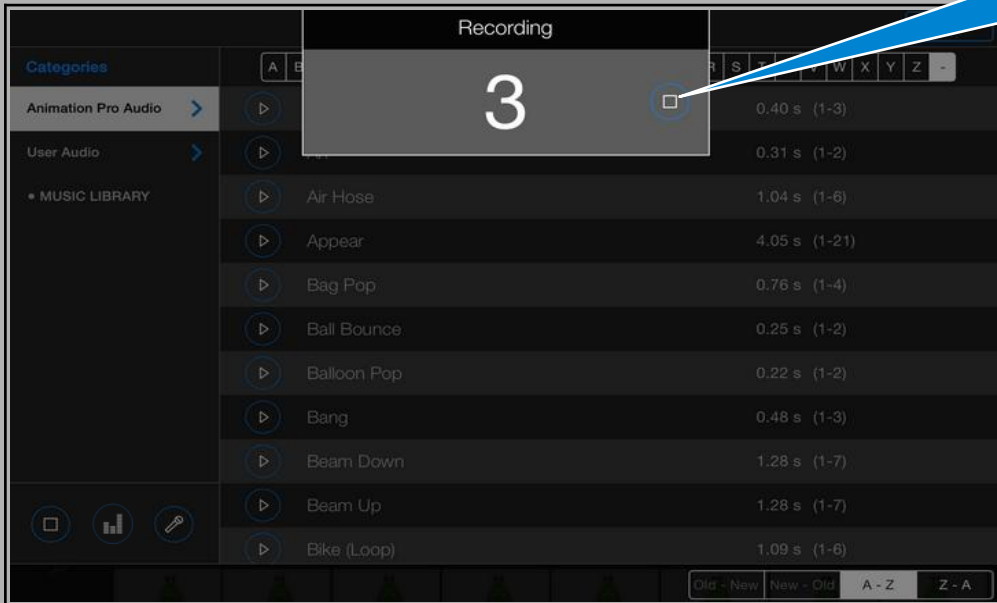 Recording
3
Categories
A B R S T V W X Y Z -
Animation Pro Audio
0.40 s (1-3)
User Audio
0.31 s (1-2)
• MUSIC LIBRARY
Air Hose 1.04 s (1-6)
Appear 4.05 s (1-21)
Bag Pop 0.76 s (1-4)
Ball Bounce 0.25 s (1-2)
Balloon Pop 0.22 s (1-2)
Bang 0.48 s (1-3)
Beam Down 1.28 s (1-7)
Beam Up 1.28 s (1-7)
Bike (Loop) 1.09 s (1-6)
Old - New New - Old A - Z Z - A